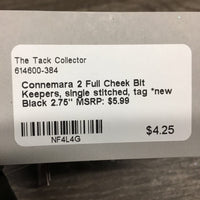 The Tack Collector
614600-384
Connemara 2 Full Cheek Bit
Keepers, single stitched, tag *new
Black 2.75" MSRP: $5.99
NF4L4G
$4.25